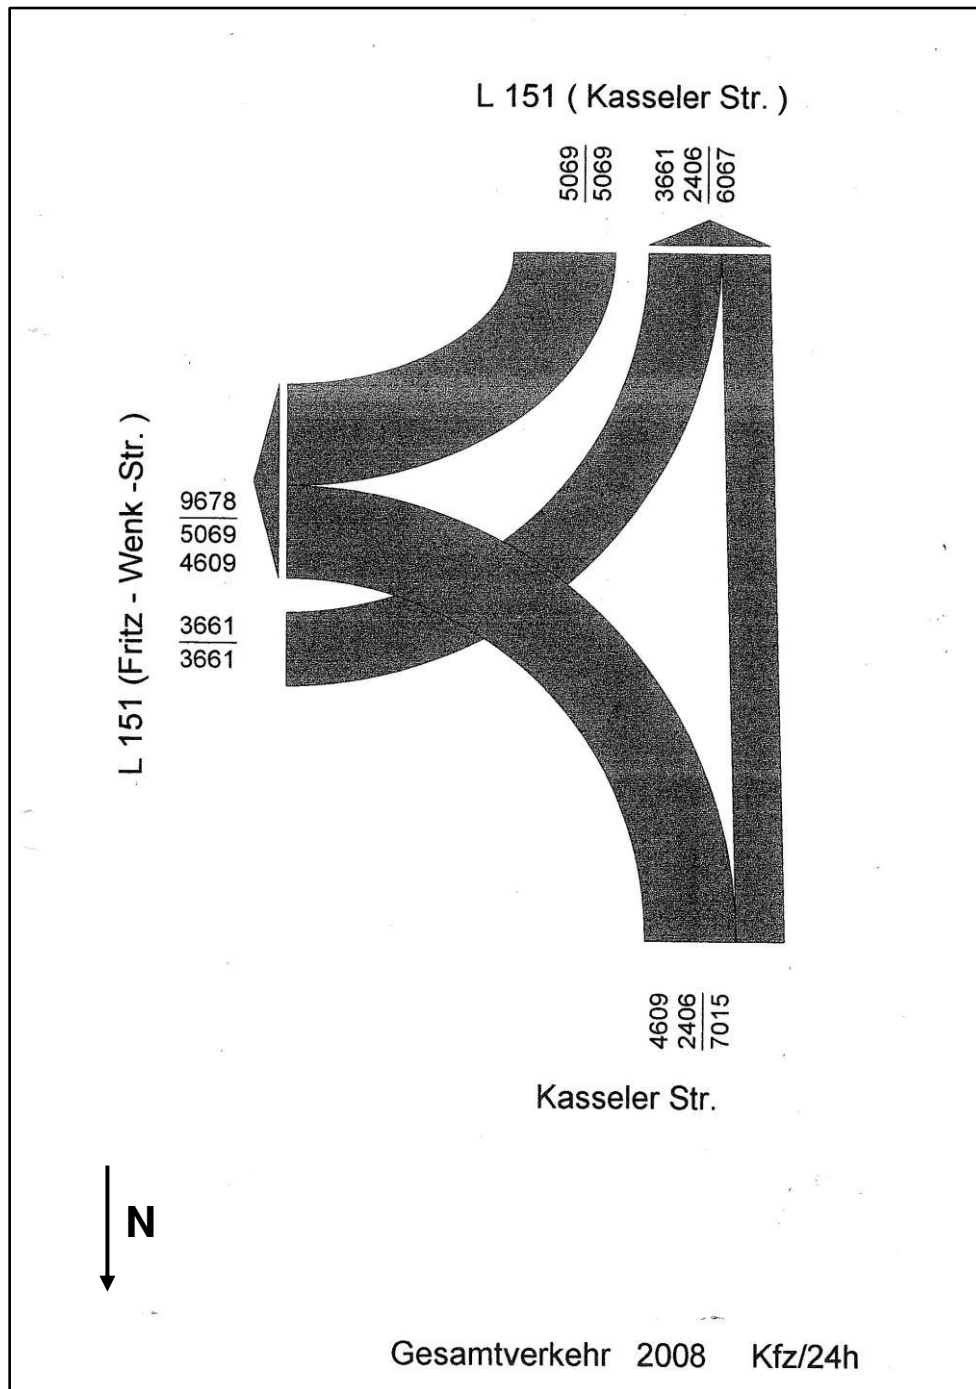 L 151 ( Kasseler Str. )
5069
5069
3661
2406
6067
L 151 (Fritz - Wenk -Str. )
9678
5069
4609
3661
3661
4609
2406
7015
Kasseler Str.
N
Gesamtverkehr 2008 Kfz/24h